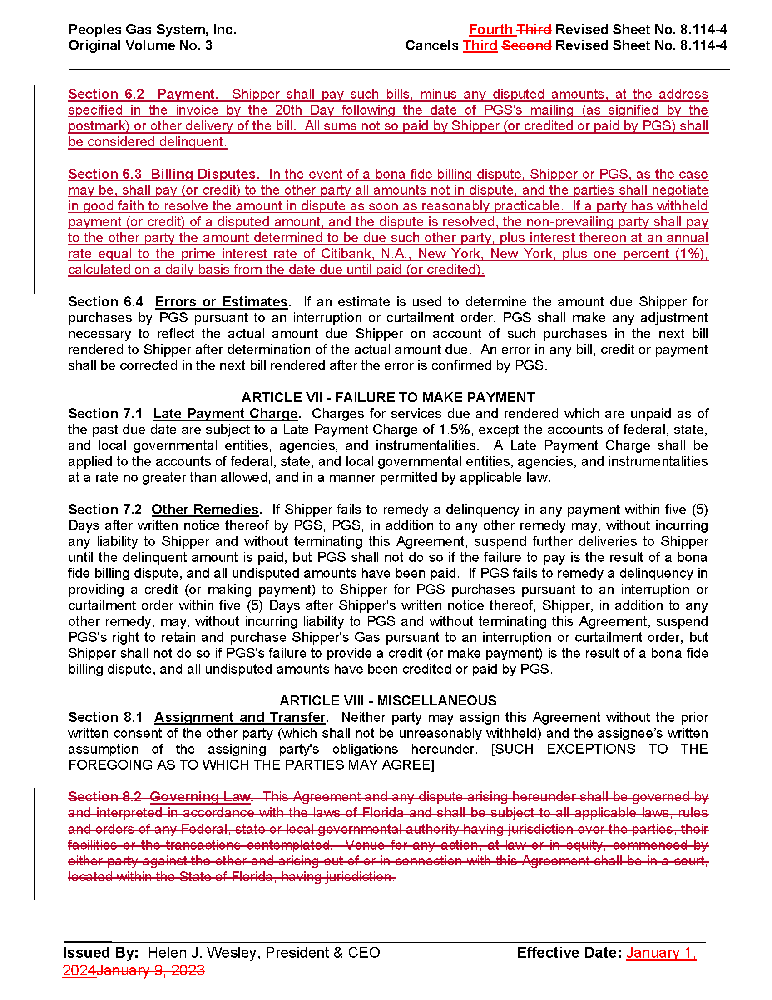 Peoples Gas System, Inc.
Original Volume No. 3
Fourth Third Revised Sheet No. 8.114-4
Cancels Third Second Revised Sheet No. 8.114-4
Section 6.2 Payment. Shipper shall pay such bills, minus any disputed amounts, at the address
specified in the invoice by the 20th Day following the date of PGS's mailing (as signified by the
postmark) or other delivery of the bill. All sums not so paid by Shipper (or credited or paid by PGS) shall
be considered delinquent.
Section 6.3 Billing Disputes. In the event of a bona fide billing dispute, Shipper or PGS, as the case
may be, shall pay (or credit) to the other party all amounts not in dispute, and the parties shall negotiate
in good faith to resolve the amount in dispute as soon as reasonably practicable. If a party has withheld
payment (or credit) of a disputed amount, and the dispute is resolved, the non-prevailing party shall pay
to the other party the amount determined to be due such other party, plus interest thereon at an annual
rate equal to the prime interest rate of Citibank, N.A., New York, New York, plus one percent (1%),
calculated on a daily basis from the date due until paid (or credited).
Section 6.4 Errors or Estimates. If an estimate is used to determine the amount due Shipper for
purchases by PGS pursuant to an interruption or curtailment order, PGS shall make any adjustment
necessary to reflect the actual amount due Shipper on account of such purchases in the next bill
rendered to Shipper after determination of the actual amount due. An error in any bill, credit or payment
shall be corrected in the next bill rendered after the error is confirmed by PGS.
ARTICLE VII - FAILURE TO MAKE PAYMENT
Section 7.1 Late Payment Charge. Charges for services due and rendered which are unpaid as of
the past due date are subject to a Late Payment Charge of 1.5%, except the accounts of federal, state,
and local governmental entities, agencies, and instrumentalities. A Late Payment Charge shall be
applied to the accounts of federal, state, and local governmental entities, agencies, and instrumentalities
at a rate no greater than allowed, and in a manner permitted by applicable law.
Section 7.2 Other Remedies. If Shipper fails to remedy a delinquency in any payment within five (5)
Days after written notice thereof by PGS, PGS, in addition to any other remedy may, without incurring
any liability to Shipper and without terminating this Agreement, suspend further deliveries to Shipper
until the delinquent amount is paid, but PGS shall not do so if the failure to pay is the result of a bona
fide billing dispute, and all undisputed amounts have been paid. If PGS fails to remedy a delinquency in
providing a credit (or making payment) to Shipper for PGS purchases pursuant to an interruption or
curtailment order within five (5) Days after Shipper's written notice thereof, Shipper, in addition to any
other remedy, may, without incurring liability to PGS and without terminating this Agreement, suspend
PGS's right to retain and purchase Shipper's Gas pursuant to an interruption or curtailment order, but
Shipper shall not do so if PGS's failure to provide a credit (or make payment) is the result of a bona fide
billing dispute, and all undisputed amounts have been credited or paid by PGS.
ARTICLE VIII - MISCELLANEOUS
Section 8.1 Assignment and Transfer. Neither party may assign this Agreement without the prior
written consent of the other party (which shall not be unreasonably withheld) and the assignee’s written
assumption of the assigning party's obligations hereunder. [SUCH EXCEPTIONS TO THE
FOREGOING AS TO WHICH THE PARTIES MAY AGREE]
Section 8.2 Governing Law. This Agreement and any dispute arising hereunder shall be governed by
and interpreted in accordance with the laws of Florida and shall be subject to all applicable laws, rules
and orders of any Federal, state or local governmental authority having jurisdiction over the parties, their
facilities or the transactions contemplated. Venue for any action, at law or in equity, commenced by
either party against the other and arising out of or in connection with this Agreement shall be in a court,
located within the State of Florida, having jurisdiction.
Issued By: Helen J. Wesley, President & CEO
Effective Date: January 1,
2024January 9, 2023